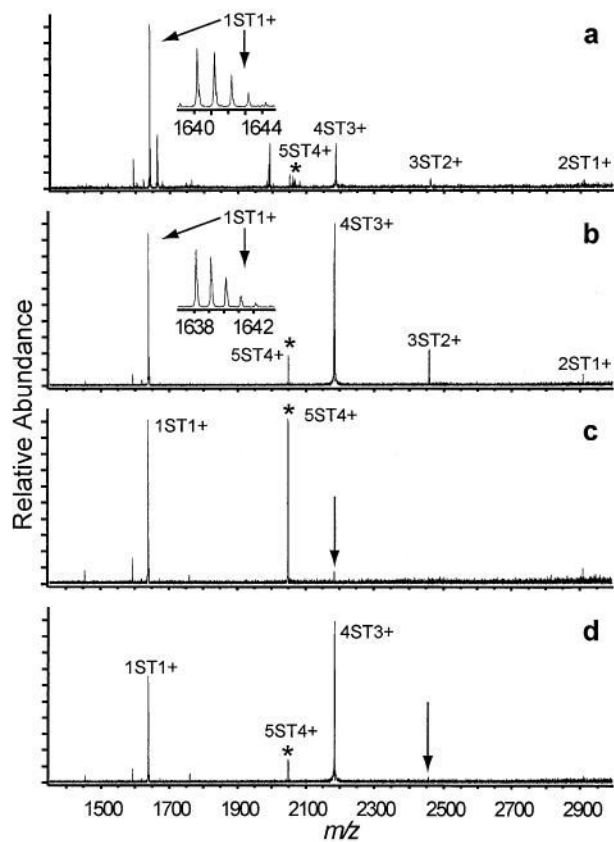 1ST1+
a
1640
1644
4ST3+
5ST4+
*
3ST2+
2ST1+
1ST1+
b
4ST3+
1638
1642
*
5ST4+
3ST2+
2ST1+
Relative Abundance
*
5ST4+
c
1ST1+
d
4ST3+
1ST1+
5ST4+
*
1500 1700 1900 2100 2300 2500 2700 2900
m/z